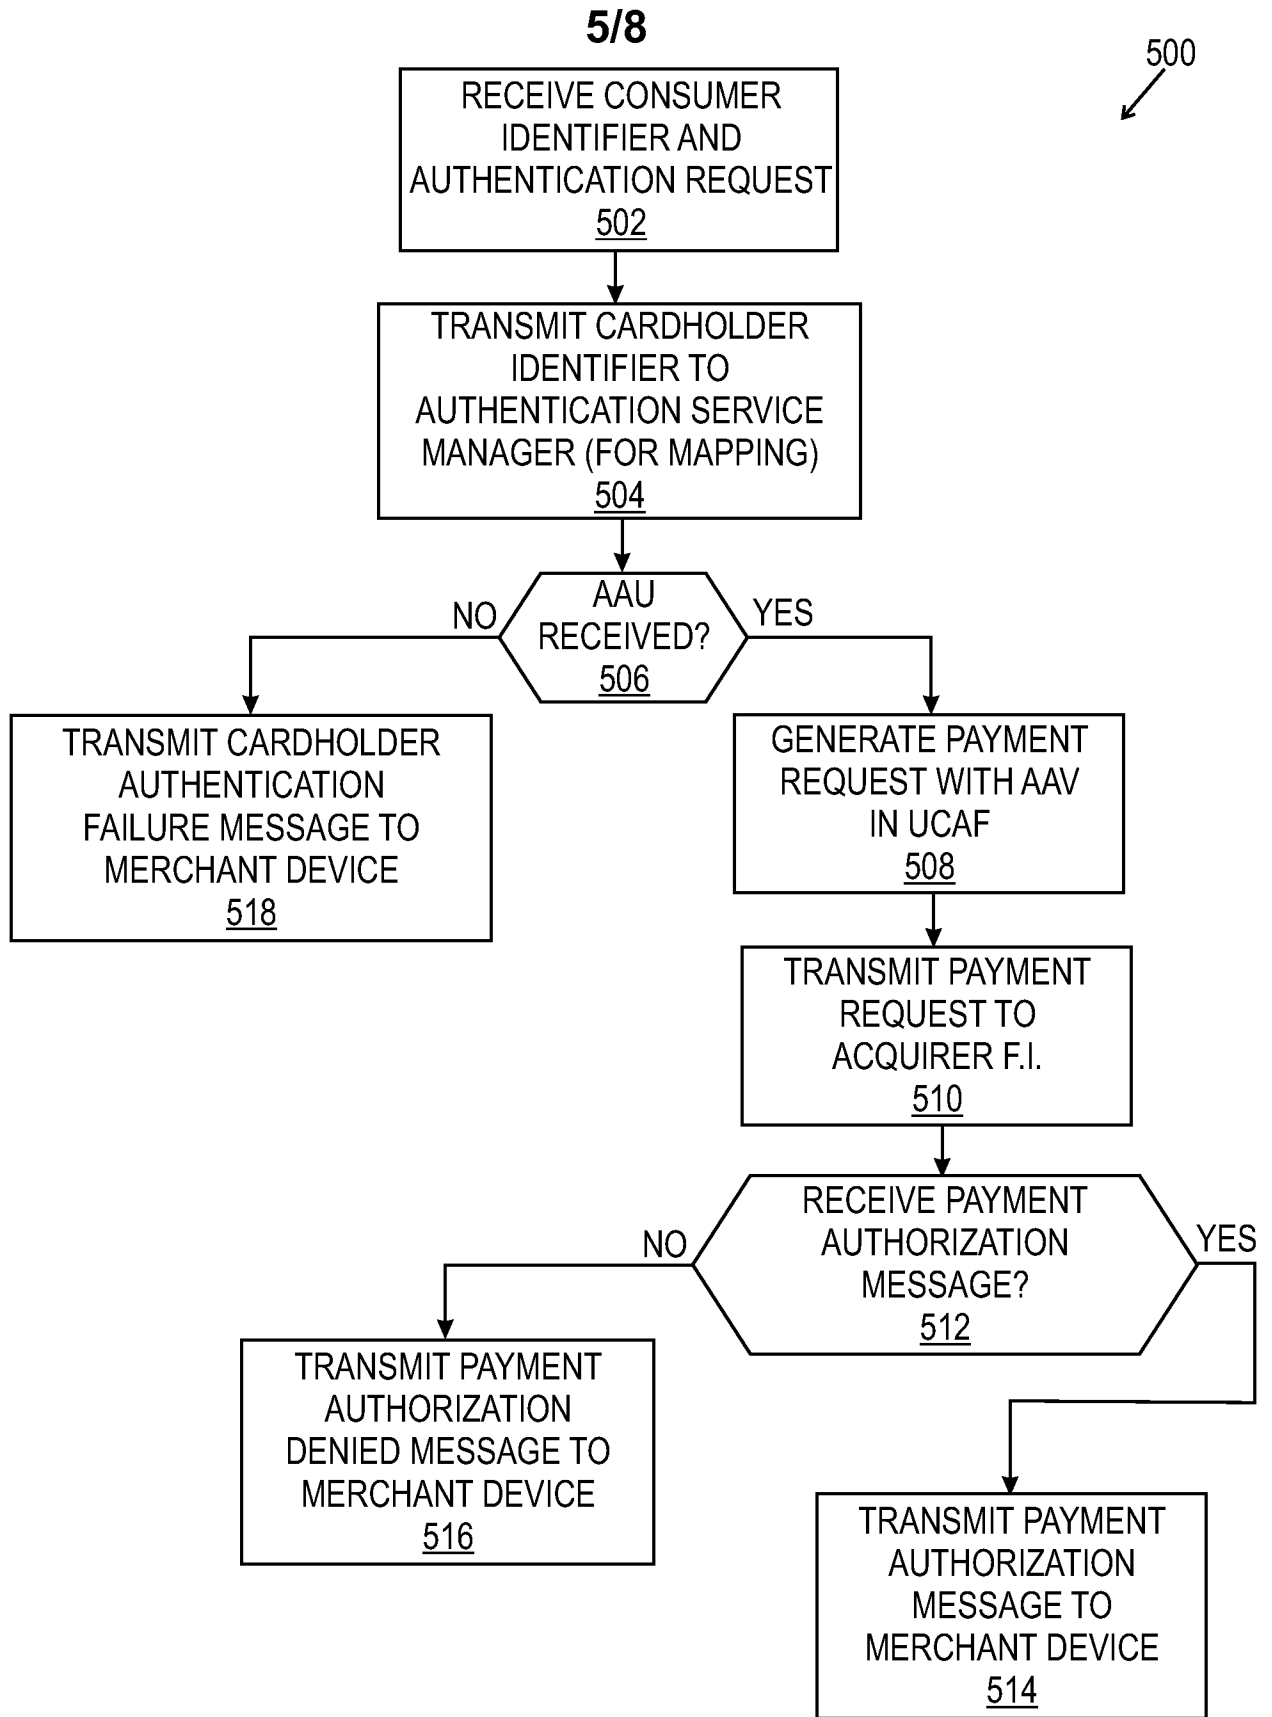 5/8
500
RECEIVE CONSUMER
IDENTIFIER AND
AUTHENTICATION REQUEST
502
TRANSMIT CARDHOLDER
IDENTIFIER TO
AUTHENTICATION SERVICE
MANAGER (FOR MAPPING)
504
NO
AAU
RECEIVED?
506
YES
TRANSMIT CARDHOLDER
AUTHENTICATION
FAILURE MESSAGE TO
MERCHANT DEVICE
518
GENERATE PAYMENT
REQUEST WITH AAV
IN UCAF
508
TRANSMIT PAYMENT
REQUEST TO
ACQUIRER F.I.
510
NO
RECEIVE PAYMENT
AUTHORIZATION
MESSAGE?
512
YES
TRANSMIT PAYMENT
AUTHORIZATION
DENIED MESSAGE TO
MERCHANT DEVICE
516
TRANSMIT PAYMENT
AUTHORIZATION
MESSAGE TO
MERCHANT DEVICE
514